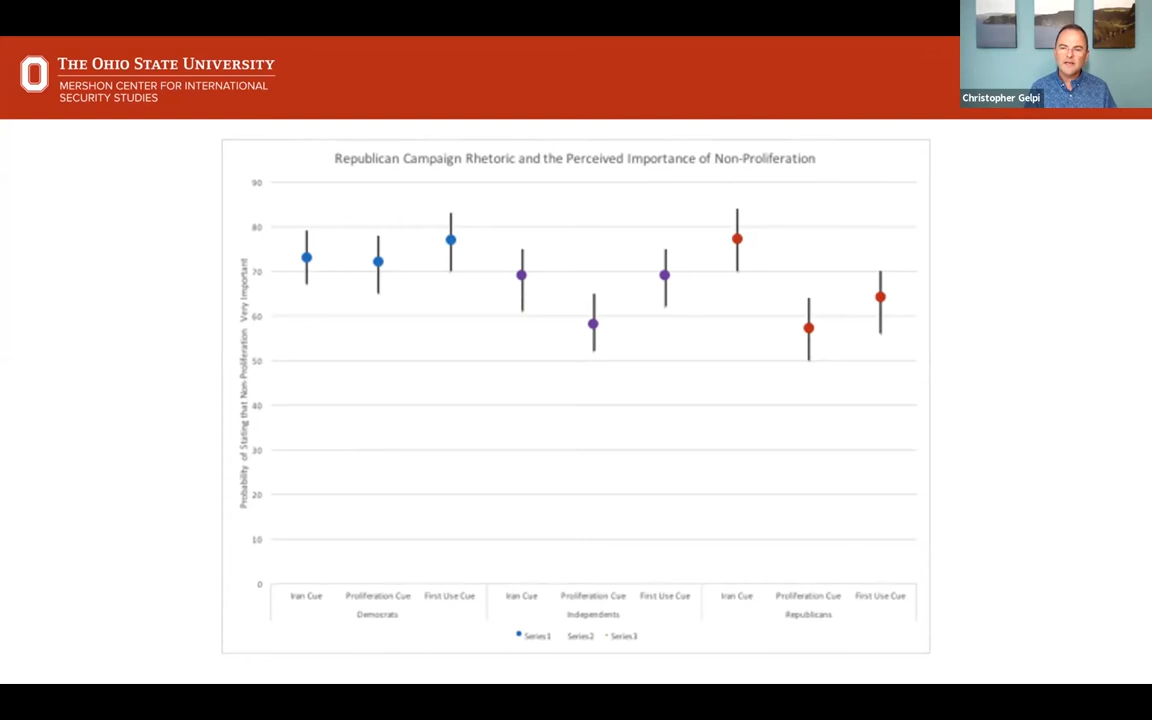 THE OHIO STATE UNIVERSITY
MERSHON CENTER FOR INTERNATIONAL
SECURITY STUDIES
Christopher Gelpi
Republican Campaign Rhetoric and the Perceived Importance of Non-Proliferation
Probability of Stating that Non-Proliferation Very Important
90
80
70
60
50
40
30
20
10
0
Iran Cue Proliferation Cue First Use Cue Iran Cue Proliferation Cue First Use Cue Iran Cue Proliferation Cue First Use Cue
Democrats Independents Republicans
Series1 Series2 Series3